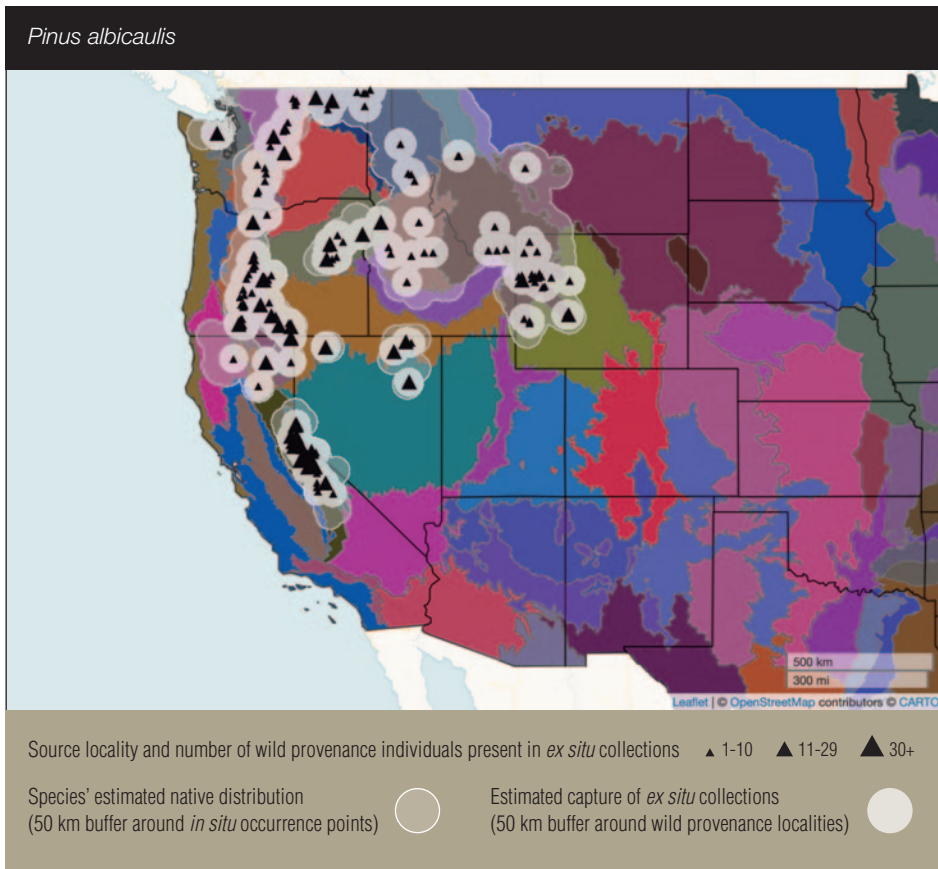 Pinus albicaulis
500 km
300 mi
Leaflet | © OpenStreetMap contributors © CARTO
Source locality and number of wild provenance individuals present in ex situ collections 1-10 11-29 30+
Species’ estimated native distribution
(50 km buffer around in situ occurrence points)
Estimated capture of ex situ collections
(50 km buffer around wild provenance localities)